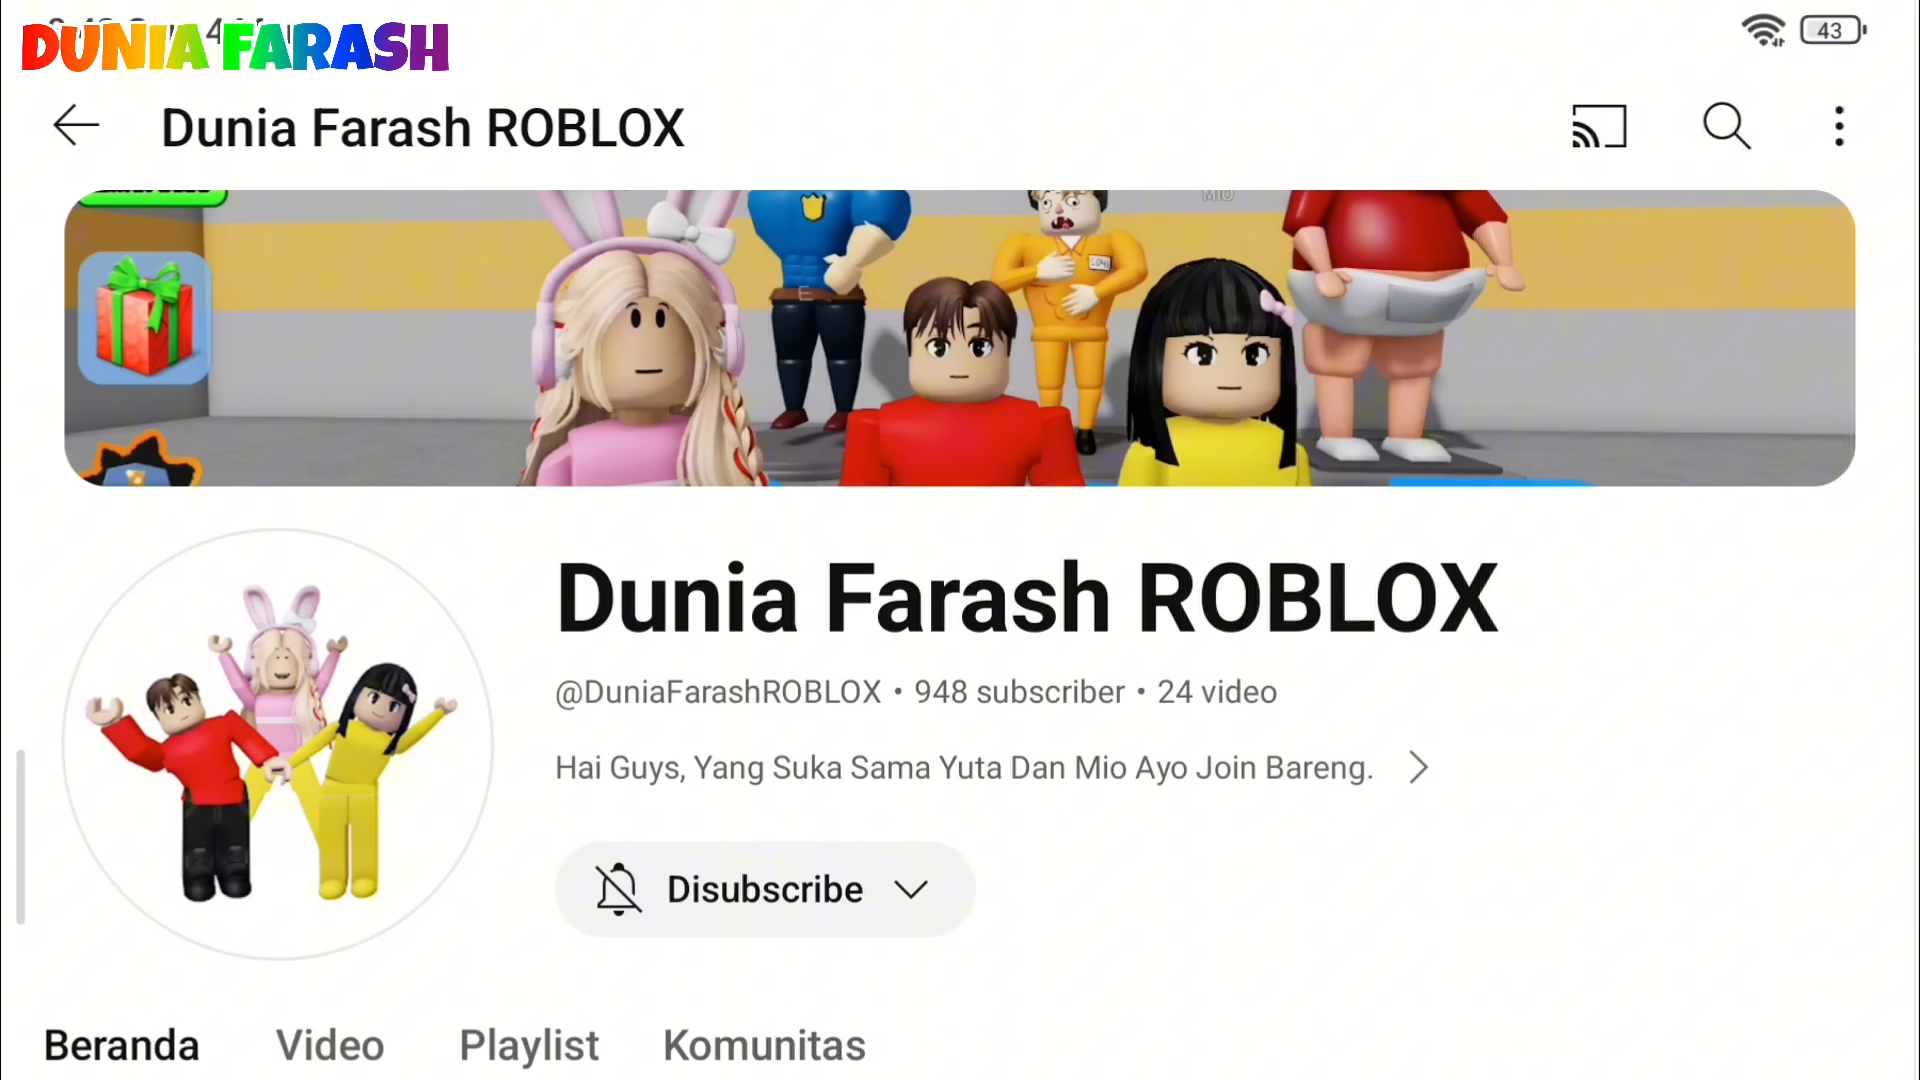 DUNIA FARASH
43
Dunia Farash ROBLOX
MIO
Dunia Farash ROBLOX
@DuniaFarashROBLOX • 948 subscriber • 24 video
Hai Guys, Yang Suka Sama Yuta Dan Mio Ayo Join Bareng.
Disubscribe
Beranda Video Playlist Komunitas